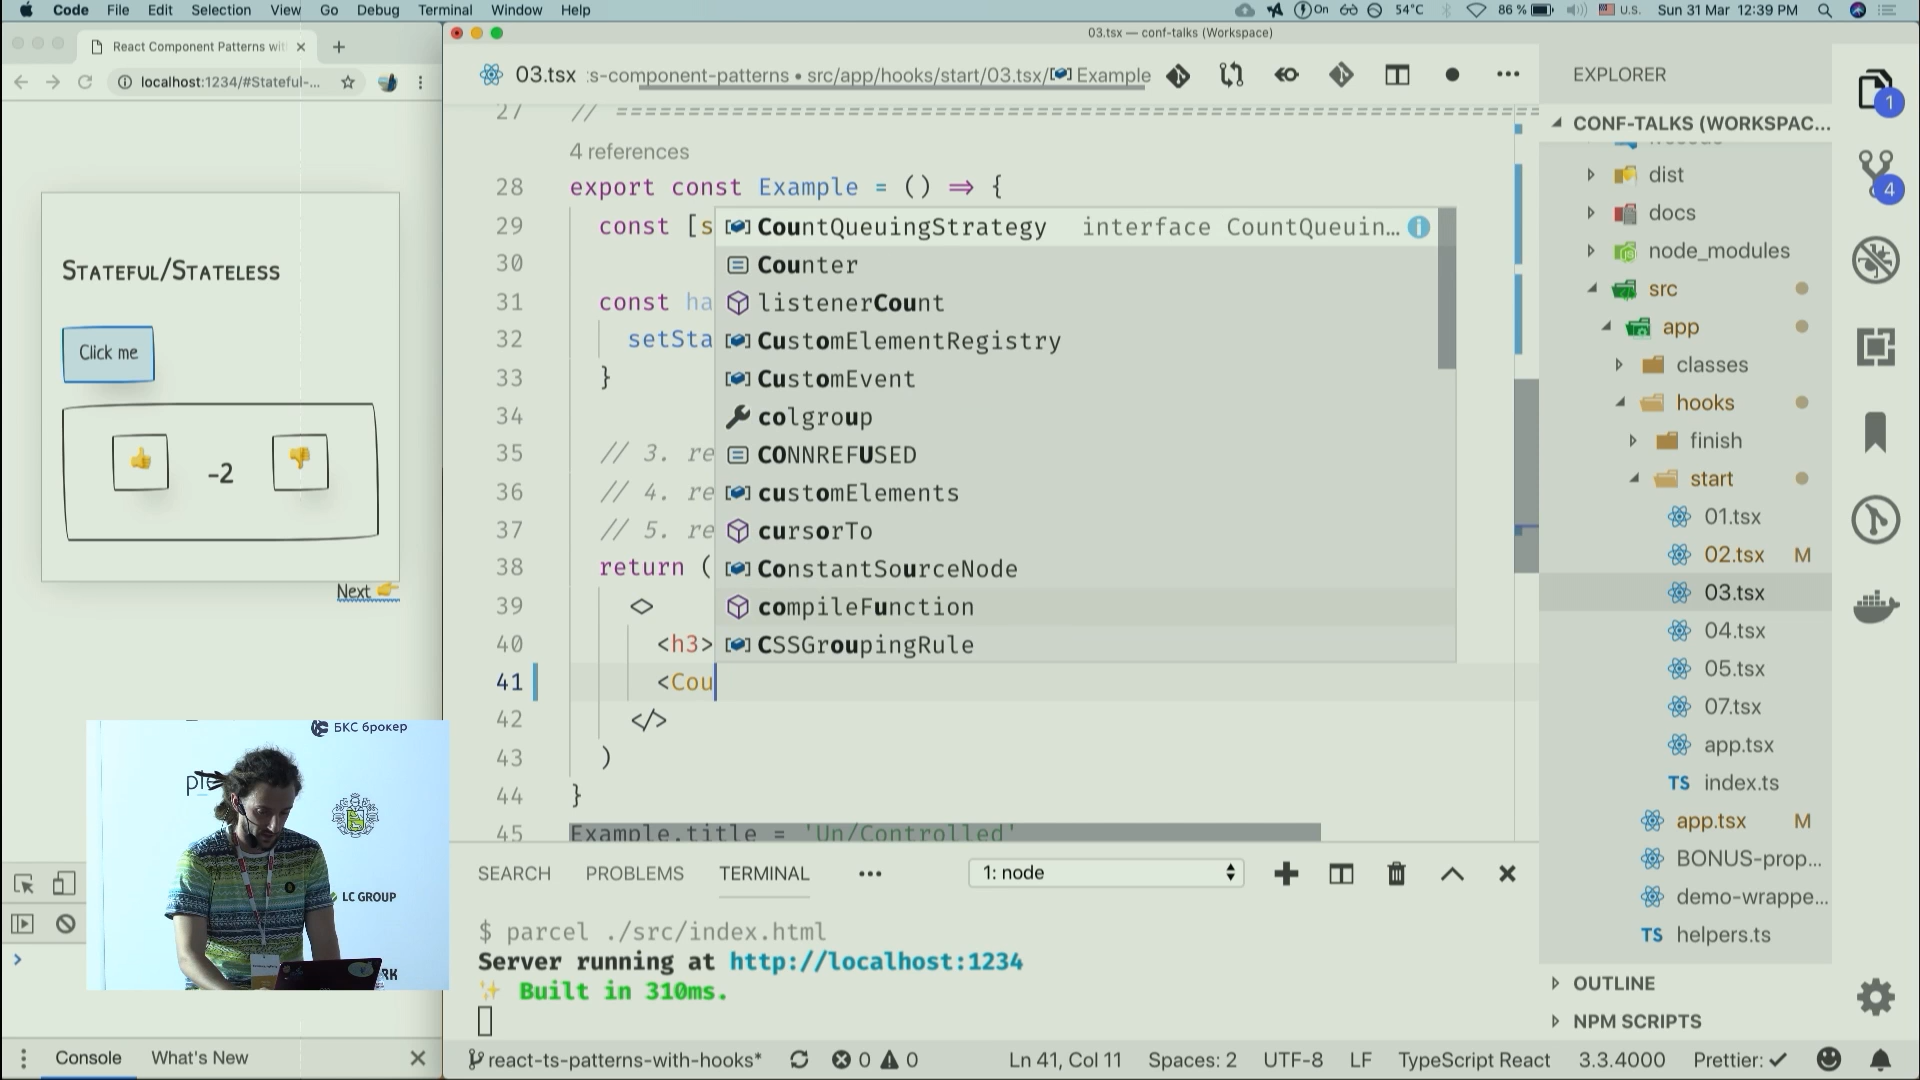 Code File Edit Selection View Go Debug Terminal Window Help
On 54°C 86 % U.S. Sun 31 Mar 12:39 PM
React Component Patterns wit
localhost:1234/#Stateful-...
Stateful/Stateless
Click me
👍 -2 👎
Next 👉
03.tsx — conf-talks (Workspace)
03.tsx s-component-patterns • src/app/hooks/start/03.tsx/ Example
27 // ================================================
4 references
28 export const Example = () ⇒ {
29 const [s
30
31 const ha
32 setSta
33 }
34
35 // 3. re
36 // 4. re
37 // 5. re
38 return (
39 <>
40 <h3>
41 <Cou
42 </>
43 )
44 }
45 Example.title = 'Un/Controlled'
CountQueuingStrategy interface CountQueuin...
Counter
listenerCount
CustomElementRegistry
CustomEvent
colgroup
CONNREFUSED
customElements
cursorTo
ConstantSourceNode
compileFunction
CSSGroupingRule
SEARCH PROBLEMS TERMINAL ••• 1: node
$ parcel ./src/index.html
Server running at http://localhost:1234
✨ Built in 310ms.
EXPLORER
CONF-TALKS (WORKSPAC...
dist
docs
node_modules
src
app
classes
hooks
finish
start
01.tsx
02.tsx M
03.tsx
04.tsx
05.tsx
07.tsx
app.tsx
TS index.ts
app.tsx M
BONUS-prop...
demo-wrappe...
TS helpers.ts
OUTLINE
NPM SCRIPTS
1
4
БКС брокер
LC GROUP
Console What's New
react-ts-patterns-with-hooks* 0 0 Ln 41, Col 11 Spaces: 2 UTF-8 LF TypeScript React 3.3.4000 Prettier: ✓